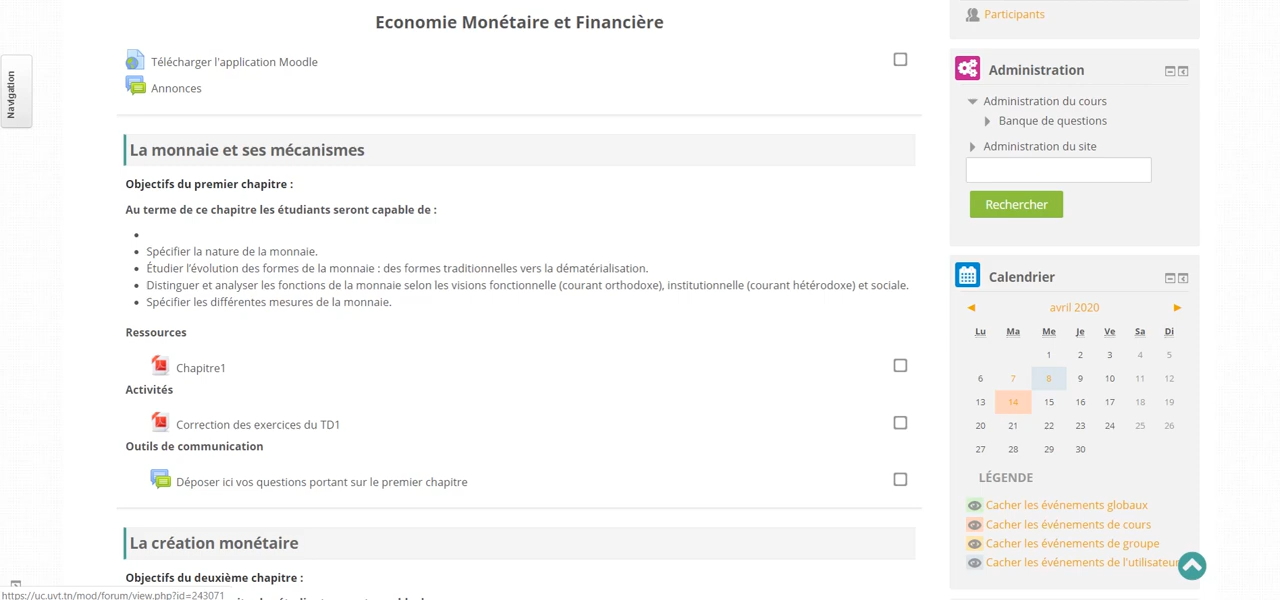 Economie Monétaire et Financière
Télécharger l'application Moodle
Annonces
La monnaie et ses mécanismes
Objectifs du premier chapitre :
Au terme de ce chapitre les étudiants seront capable de :
Spécifier la nature de la monnaie.
Étudier l'évolution des formes de la monnaie : des formes traditionnelles vers la dématérialisation.
Distinguer et analyser les fonctions de la monnaie selon les visions fonctionnelle (courant orthodoxe), institutionnelle (courant hétérodoxe) et sociale.
Spécifier les différentes mesures de la monnaie.
Ressources
Chapitre1
Activités
Correction des exercices du TD1
Outils de communication
Déposer ici vos questions portant sur le premier chapitre
La création monétaire
Objectifs du deuxième chapitre :
Navigation
https://uc.uvt.tn/mod/forum/view.php?id=243071
Participants
Administration
Administration du cours
Banque de questions
Administration du site
Rechercher
Calendrier
◄ avril 2020 ►
Lu Ma Me Je Ve Sa Di
1 2 3 4 5
6 7 8 9 10 11 12
13 14 15 16 17 18 19
20 21 22 23 24 25 26
27 28 29 30
LÉGENDE
Cacher les événements globaux
Cacher les événements de cours
Cacher les événements de groupe
Cacher les événements de l'utilisateur